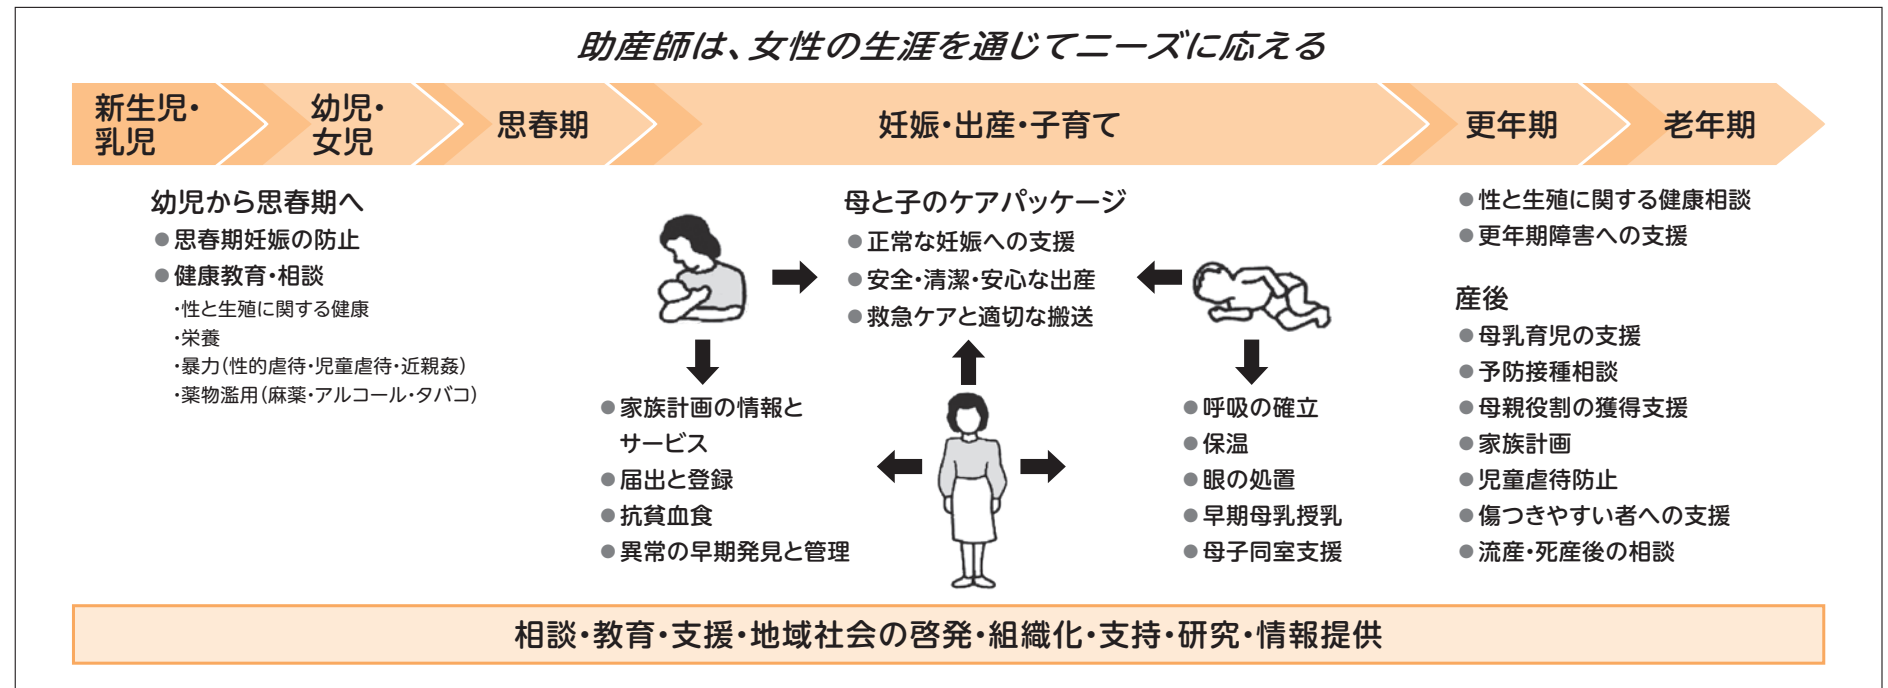 助産師は、女性の生涯を通じてニーズに応える
新生児・
乳児
幼児・
女児
思春期
妊娠・出産・子育て
更年期
老年期
幼児から思春期へ
●思春期妊娠の防止
●健康教育・相談
・性と生殖に関する健康
・栄養
・暴力(性的虐待・児童虐待・近親姦)
・薬物濫用(麻薬・アルコール・タバコ)
母と子のケアパッケージ
●正常な妊娠への支援
●安全・清潔・安心な出産
●救急ケアと適切な搬送
●家族計画の情報と
サービス
●届出と登録
●抗貧血食
●異常の早期発見と管理
●呼吸の確立
●保温
●眼の処置
●早期母乳授乳
●母子同室支援
●性と生殖に関する健康相談
●更年期障害への支援
産後
●母乳育児の支援
●予防接種相談
●母親役割の獲得支援
●家族計画
●児童虐待防止
●傷つきやすい者への支援
●流産・死産後の相談
相談・教育・支援・地域社会の啓発・組織化・支持・研究・情報提供